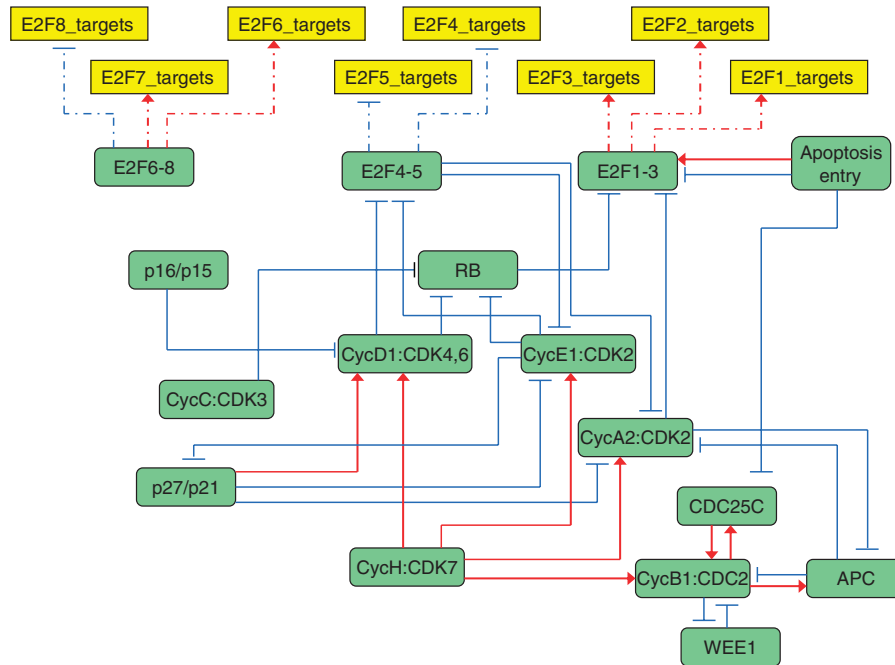 E2F8_targets
E2F6_targets
E2F4_targets
E2F2_targets
E2F7_targets
E2F5_targets
E2F3_targets
E2F1_targets
E2F6-8
E2F4-5
E2F1-3
Apoptosis
entry
p16/p15
RB
CycD1:CDK4,6
CycE1:CDK2
CycC:CDK3
CycA2:CDK2
p27/p21
CDC25C
CycH:CDK7
CycB1:CDC2
APC
WEE1